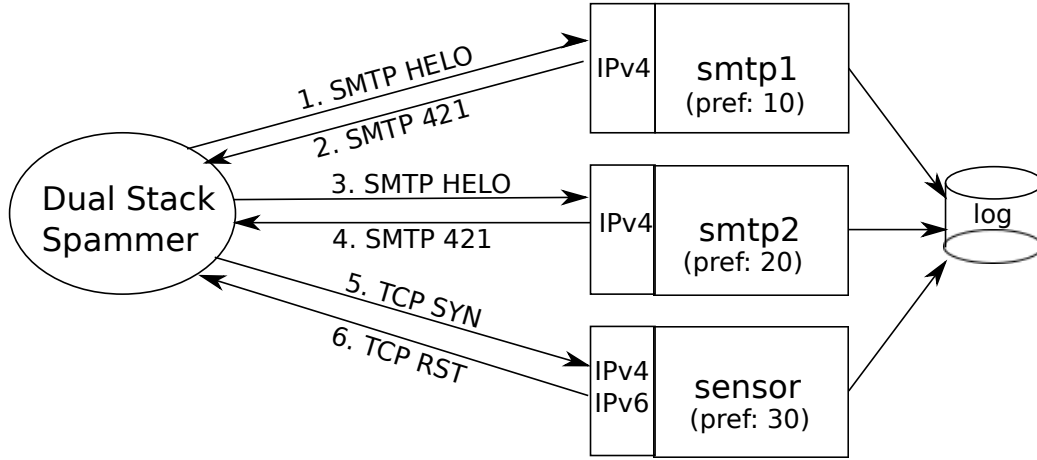 1. SMTP HELO
2. SMTP 421
IPv4
smtp1
(pref: 10)
Dual Stack
Spammer
3. SMTP HELO
4. SMTP 421
IPv4
smtp2
(pref: 20)
log
5. TCP SYN
6. TCP RST
IPv4
IPv6
sensor
(pref: 30)